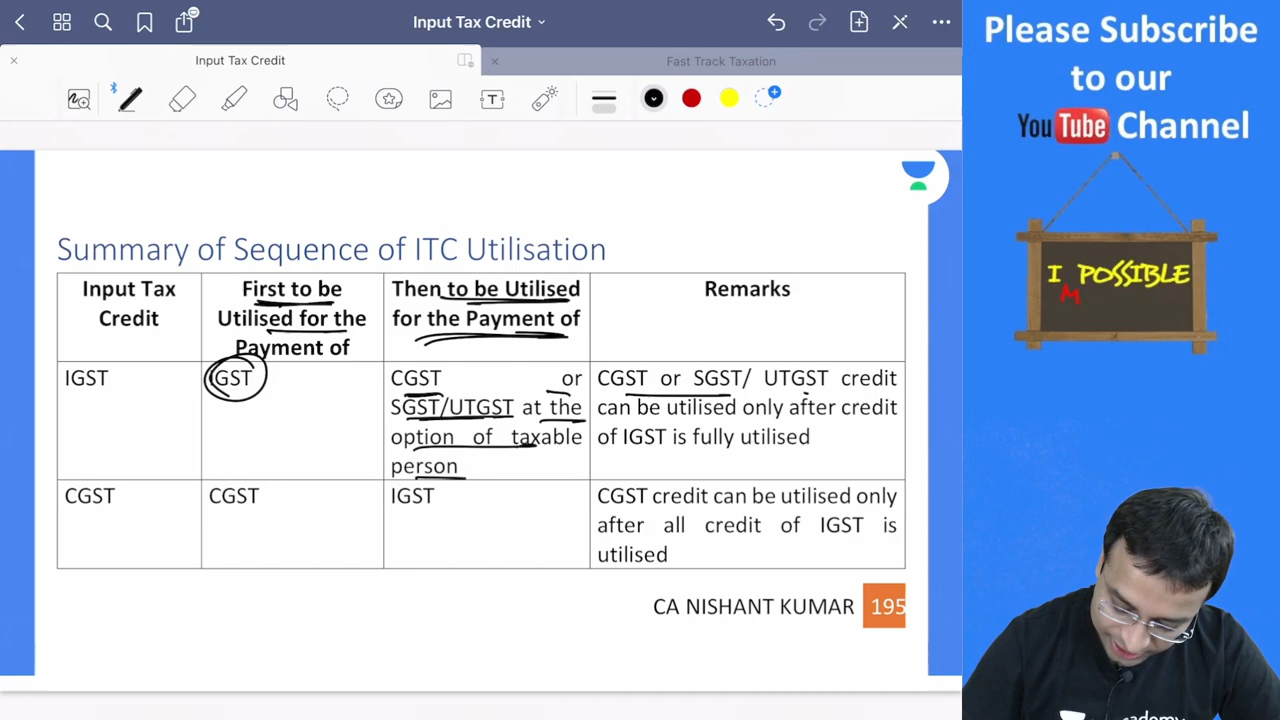 Input Tax Credit
Input Tax Credit
Fast Track Taxation
Please Subscribe
to our
YouTube Channel
I POSSIBLE
M
Summary of Sequence of ITC Utilisation
Input Tax
Credit
First to be
Utilised for the
Payment of
Then to be Utilised
for the Payment of
Remarks
IGST
IGST
CGST or
SGST/UTGST at the
option of taxable
person
CGST or SGST/ UTGST credit
can be utilised only after credit
of IGST is fully utilised
CGST
CGST
IGST
CGST credit can be utilised only
after all credit of IGST is
utilised
CA NISHANT KUMAR 195